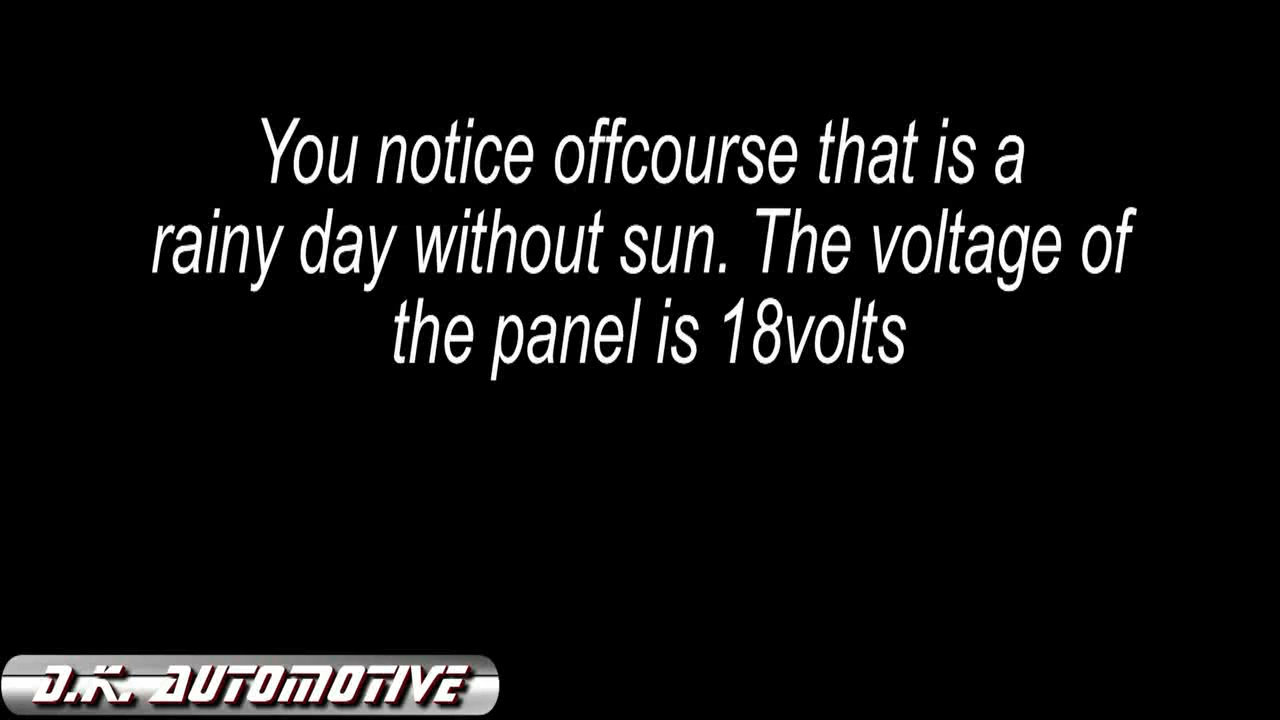 You notice offcourse that is a
rainy day without sun. The voltage of
the panel is 18volts
D.K. AUTOMOTIVE